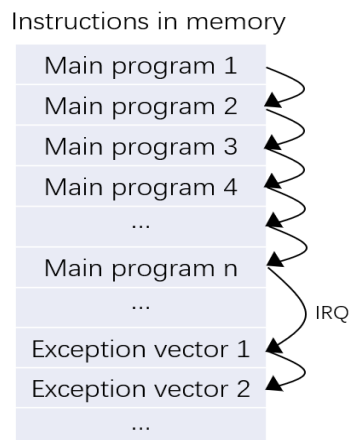 Instructions in memory
Main program 1
Main program 2
Main program 3
Main program 4
...
Main program n
...
IRQ
Exception vector 1
Exception vector 2
...